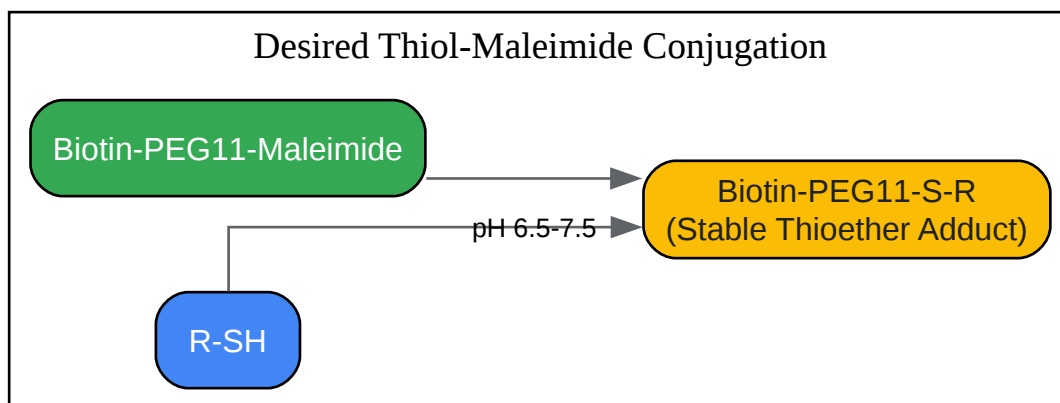 Desired Thiol-Maleimide Conjugation
Biotin-PEG11-Maleimide
Biotin-PEG11-S-R
(Stable Thioether Adduct)
pH 6.5-7.5
R-SH